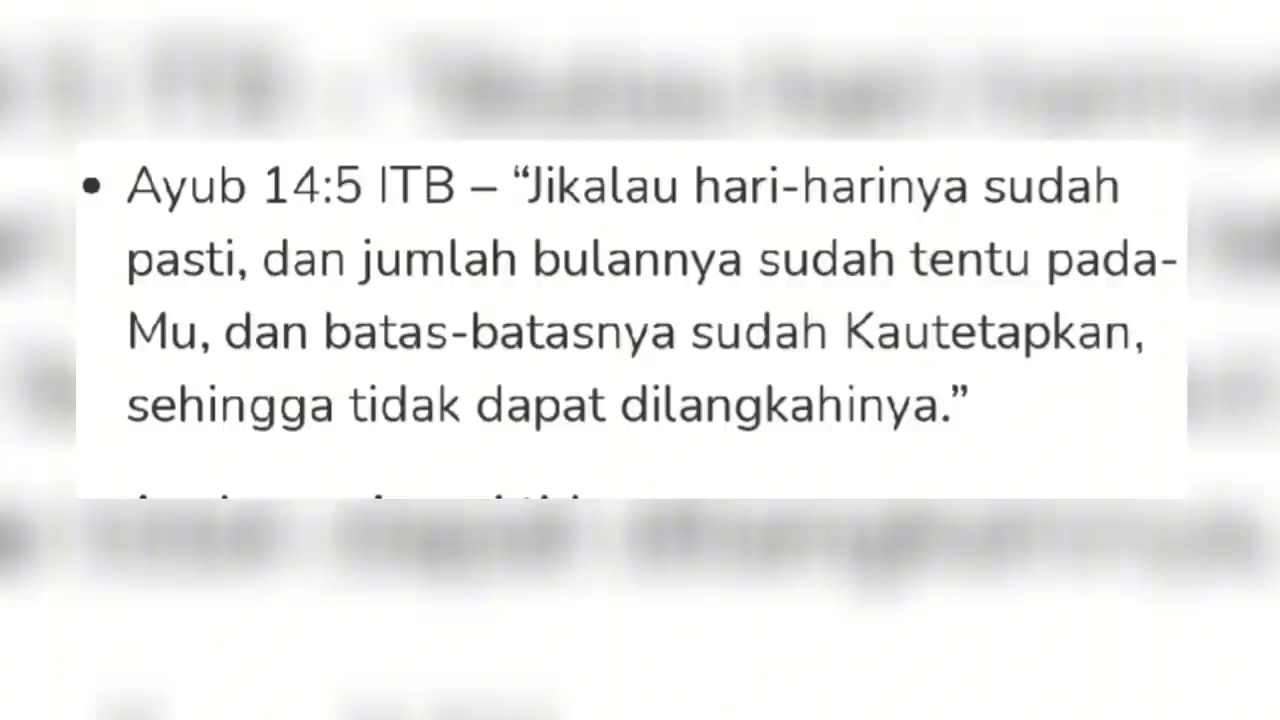 • Ayub 14:5 ITB – “Jikalau hari-harinya sudah
pasti, dan jumlah bulannya sudah tentu pada-
Mu, dan batas-batasnya sudah Kautetapkan,
sehingga tidak dapat dilangkahinya.”